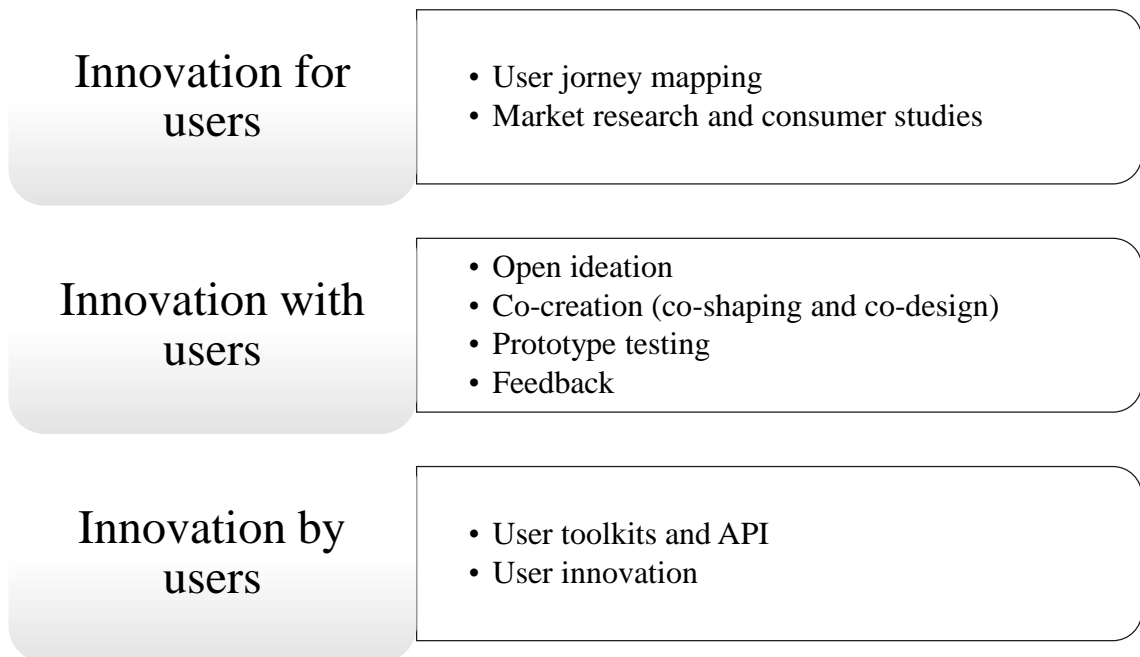 Innovation for
users
• User jorney mapping
• Market research and consumer studies
Innovation with
users
• Open ideation
• Co-creation (co-shaping and co-design)
• Prototype testing
• Feedback
Innovation by
users
• User toolkits and API
• User innovation